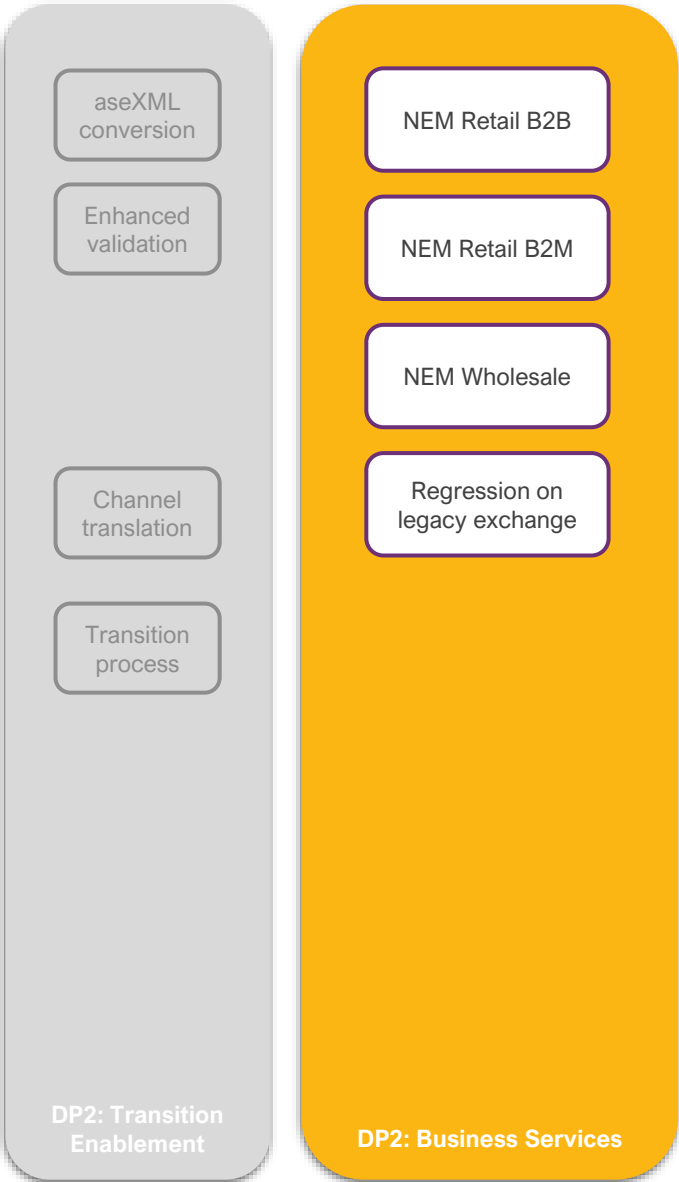 aseXML
conversion
Enhanced
validation
Channel
translation
Transition
process
DP2: Transition
Enablement
NEM Retail B2B
NEM Retail B2M
NEM Wholesale
Regression on
legacy exchange
DP2: Business Services